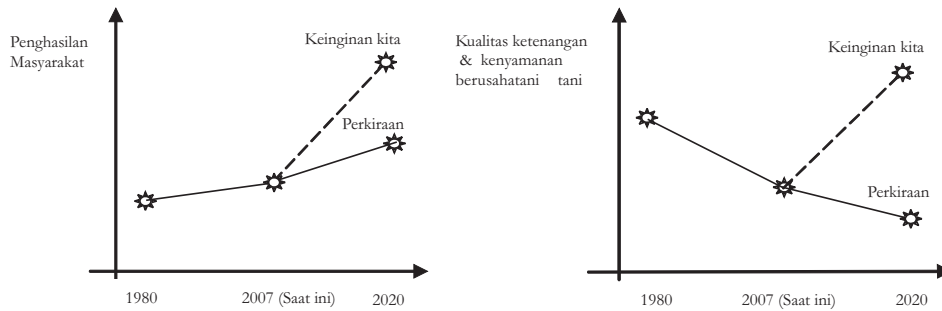 Penghasilan
Masyarakat
Keinginan kita
Perkiraan
1980
2007 (Saat ini)
2020
Kualitas ketenangan
& kenyamanan
berusahatani tani
Keinginan kita
Perkiraan
1980
2007 (Saat ini)
2020